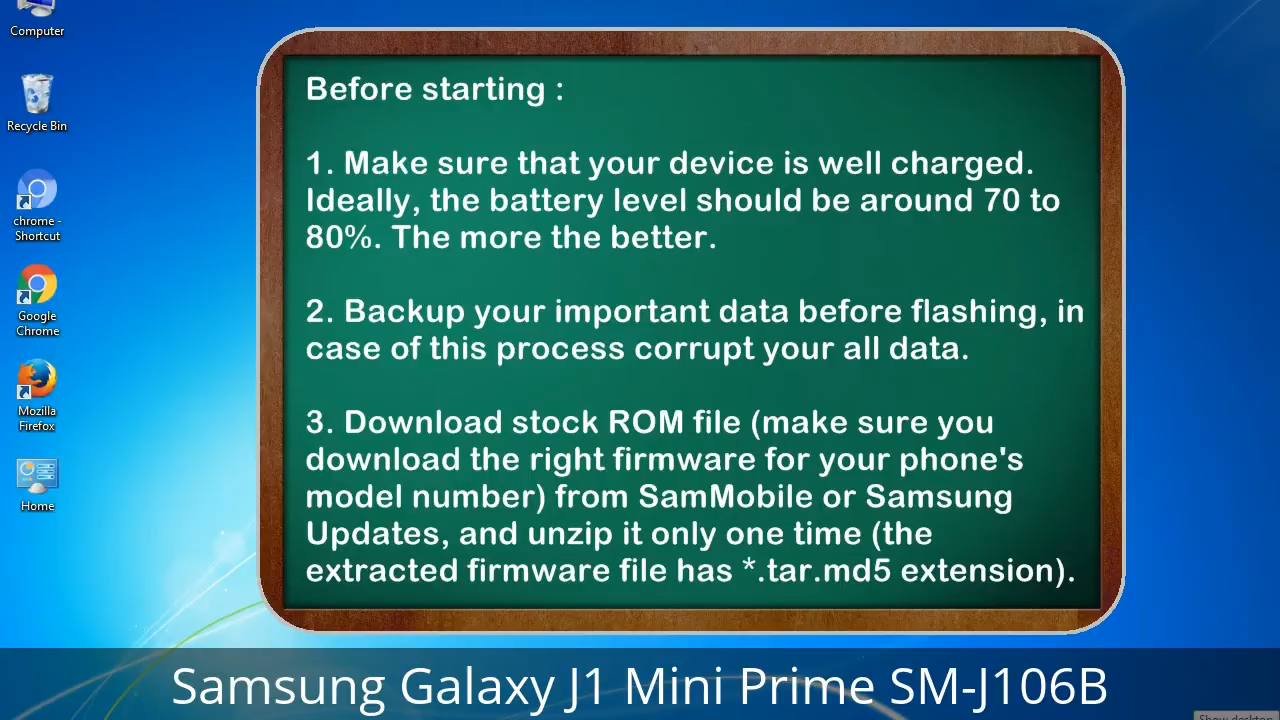 Computer
Recycle Bin
chrome -
Shortcut
Google
Chrome
Mozilla
Firefox
Home
Before starting :
1. Make sure that your device is well charged.
Ideally, the battery level should be around 70 to
80%. The more the better.
2. Backup your important data before flashing, in
case of this process corrupt your all data.
3. Download stock ROM file (make sure you
download the right firmware for your phone's
model number) from SamMobile or Samsung
Updates, and unzip it only one time (the
extracted firmware file has *.tar.md5 extension).
Samsung Galaxy J1 Mini Prime SM-J106B
Show desktop